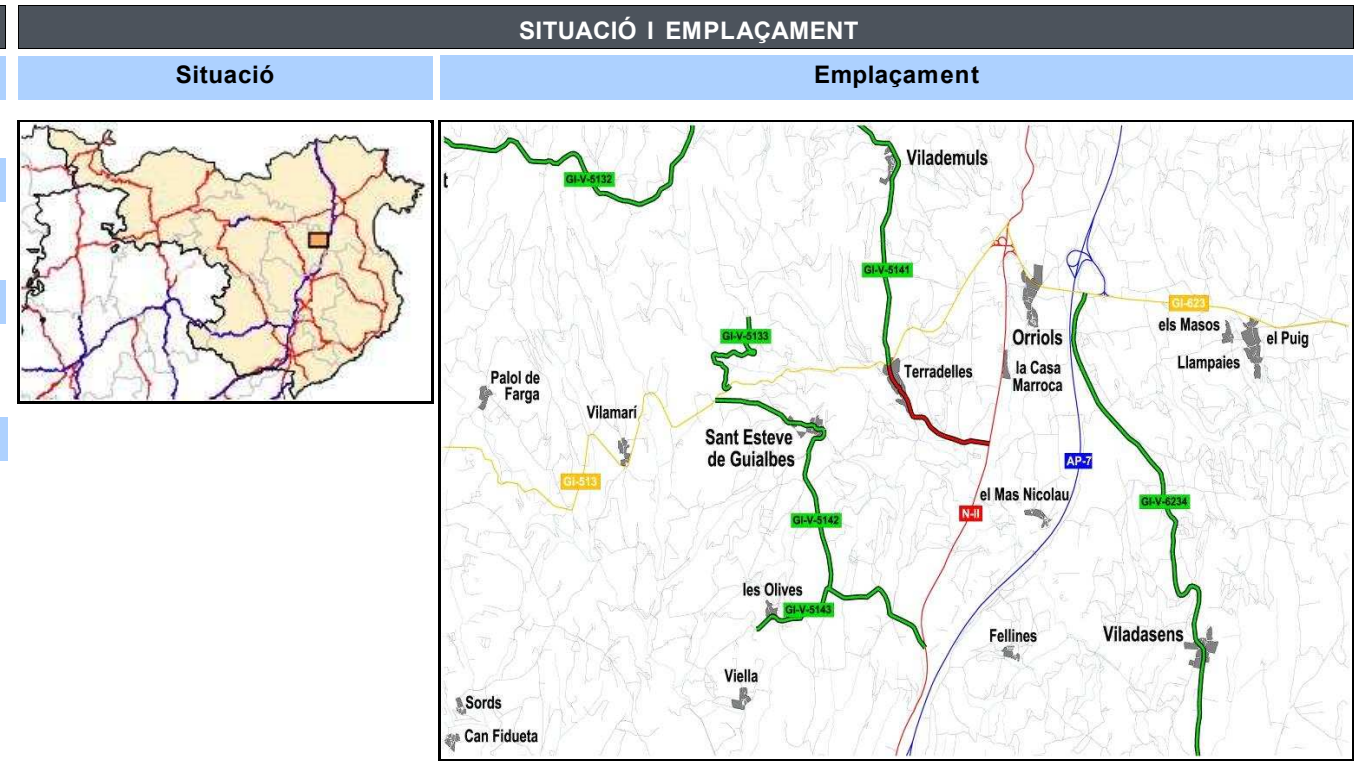 SITUACIÓ I EMPLAÇAMENT
Situació
Emplaçament
Vilademuls
t
GI-V-5132
GI-V-5141
GI-623
els Masos
el Puig
Orriols
GI-V-5133
Llampaies
la Casa
Marroca
Terradelles
Palol de
Farga
Vilamarí
Sant Esteve
de Guialbes
AP-7
GI-513
el Mas Nicolau
GI-V-6234
N-II
GI-V-5142
les Olives
GI-V-5143
Fellines
Viladasens
Viella
Sords
Can Fidueta